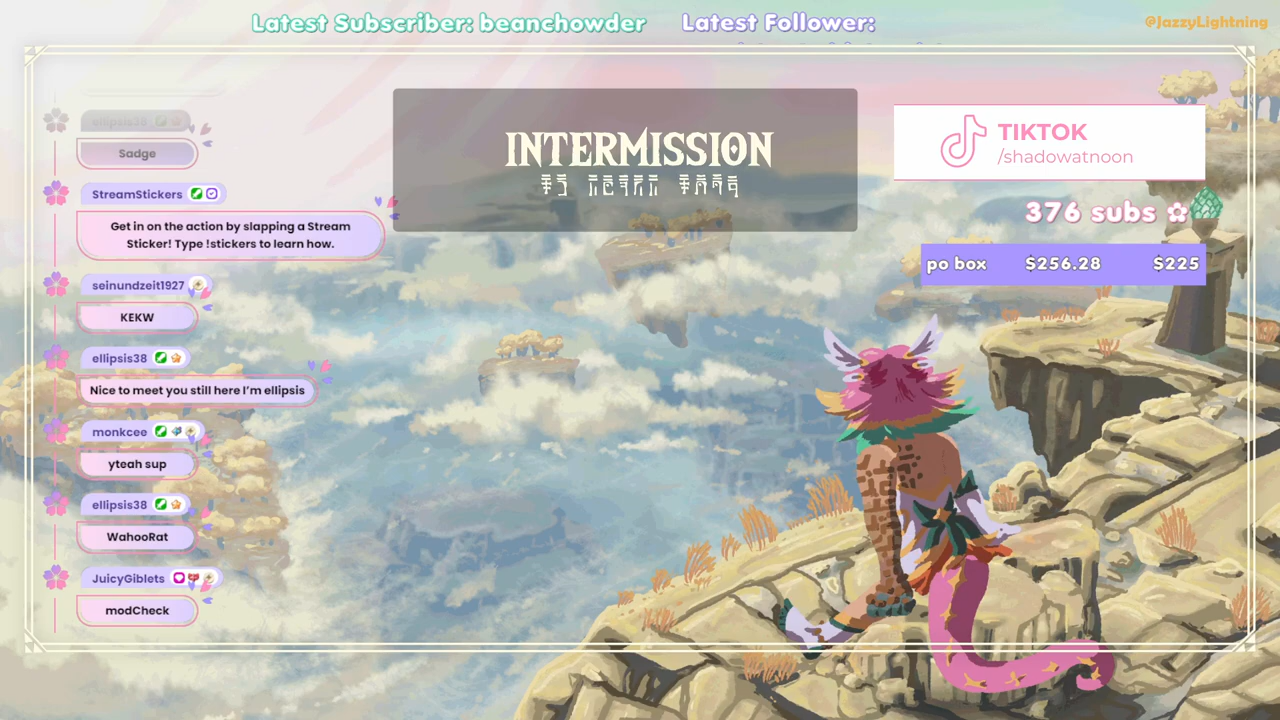 Latest Subscriber: beanchowder
Latest Follower:
@JazzyLightning
ellipsis38
Sadge
StreamStickers
Get in on the action by slapping a Stream
Sticker! Type !stickers to learn how.
seinundzeit1927
KEKW
ellipsis38
Nice to meet you still here I'm ellipsis
monkcee
yteah sup
ellipsis38
WahooRat
JuicyGiblets
modCheck
INTERMISSION
TIKTOK
/shadowatnoon
376 subs
po box $256.28 $225